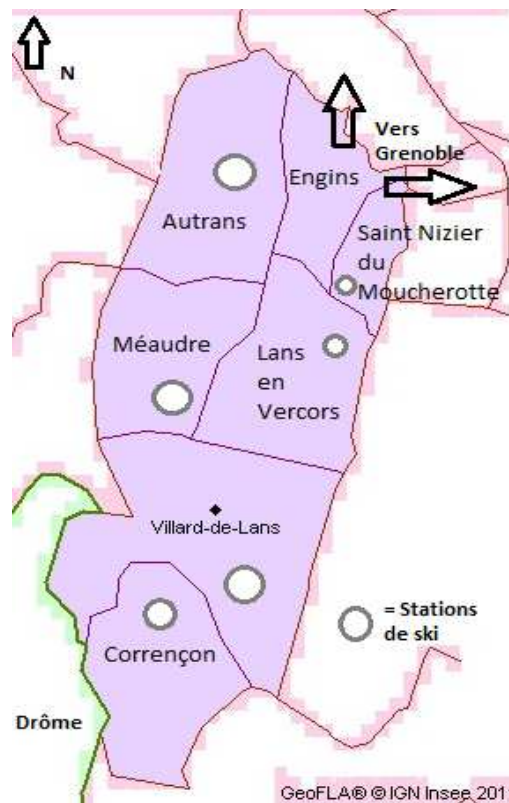 N
Vers
Grenoble
Engins
Autrans
Saint Nizier
du
Moucherotte
Méaudre
Lans
en
Vercors
Villard-de-Lans
= Stations
de ski
Corrençon
Drôme
GeoFLA® © IGN Insee 201